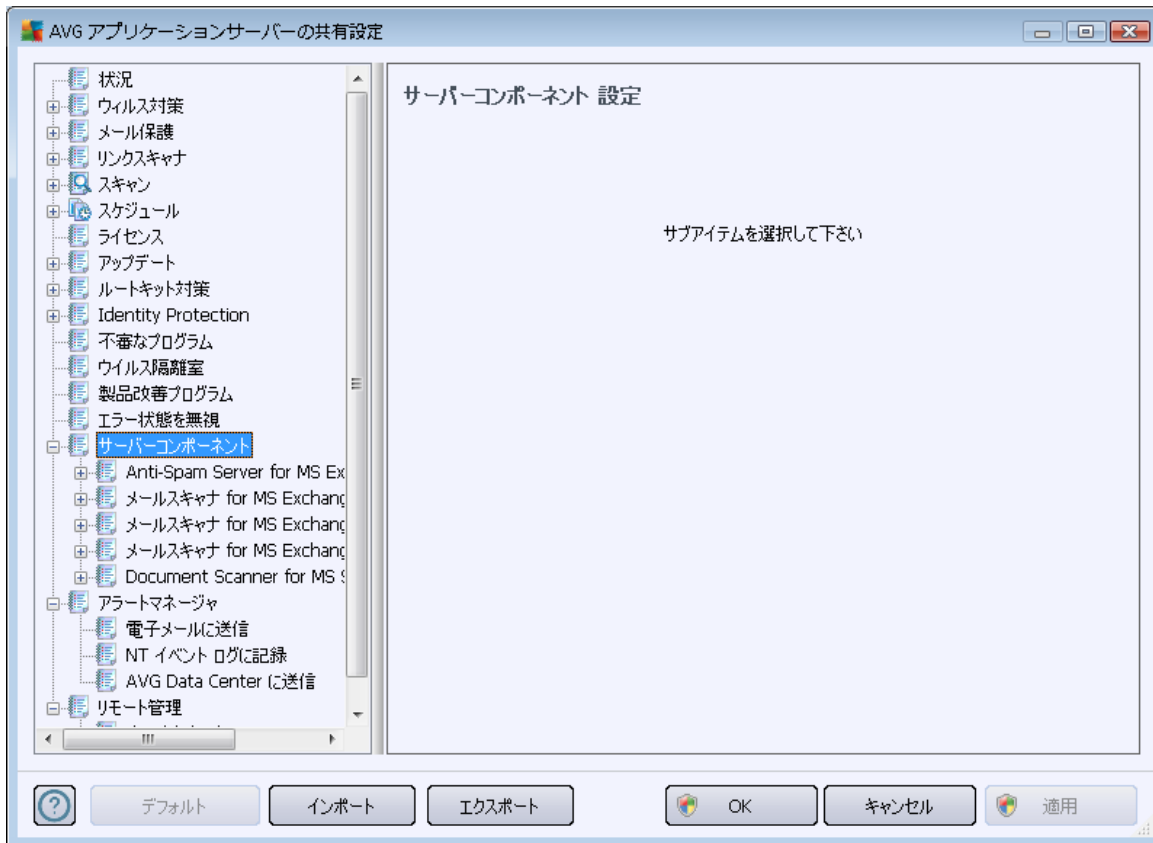 AVG アプリケーションサーバーの共有設定
状況
ウィルス対策
メール保護
リンクスキャナ
スキャン
スケジュール
ライセンス
アップデート
ルートキット対策
Identity Protection
不審なプログラム
ウイルス隔離室
製品改善プログラム
エラー状態を無視
サーバーコンポーネント
Anti-Spam Server for MS Ex
メールスキャナ for MS Exchang
メールスキャナ for MS Exchang
メールスキャナ for MS Exchang
Document Scanner for MS S
アラートマネージャ
電子メールに送信
NT イベント ログに記録
AVG Data Center に送信
リモート管理
サーバーコンポーネント 設定
サブアイテムを選択して下さい
デフォルト
インポート
エクスポート
OK
キャンセル
適用